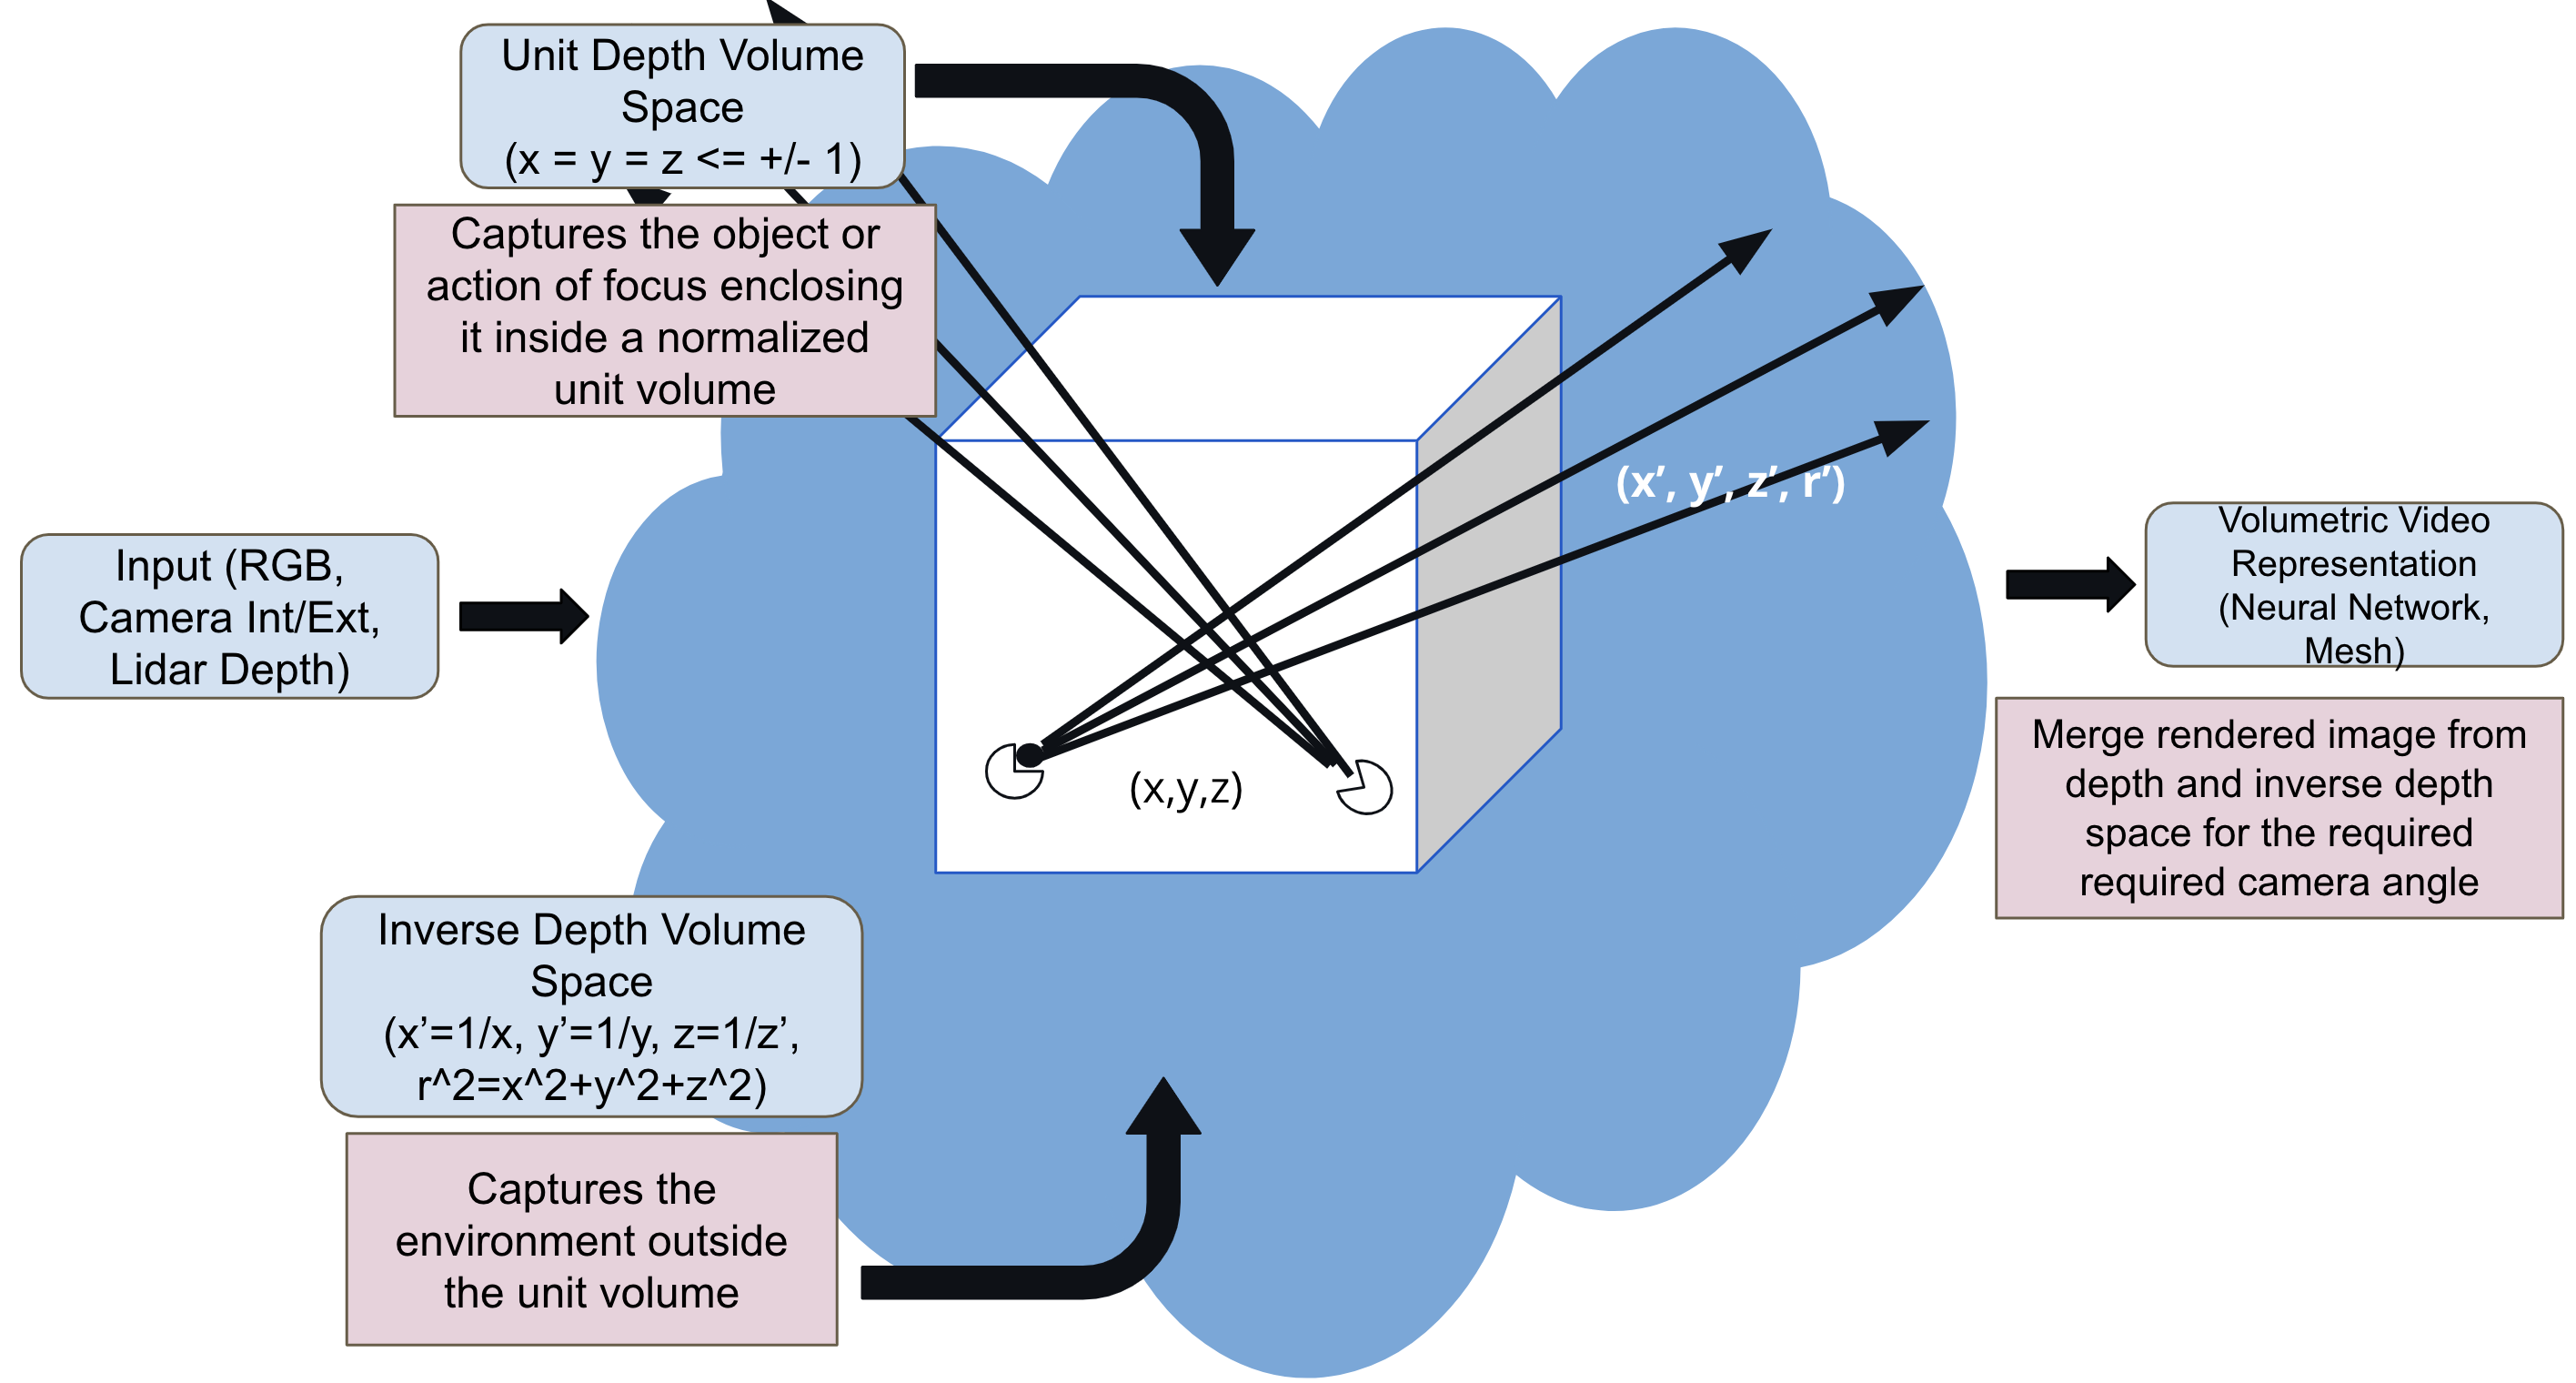 Unit Depth Volume
Space
(x = y = z <= +/- 1)
Captures the object or
action of focus enclosing
it inside a normalized
unit volume
Input (RGB,
Camera Int/Ext,
Lidar Depth)
(x’, y’, z’, r’)
(x,y,z)
Volumetric Video
Representation
(Neural Network,
Mesh)
Merge rendered image from
depth and inverse depth
space for the required
required camera angle
Inverse Depth Volume
Space
(x’=1/x, y’=1/y, z=1/z’,
r^2=x^2+y^2+z^2)
Captures the
environment outside
the unit volume